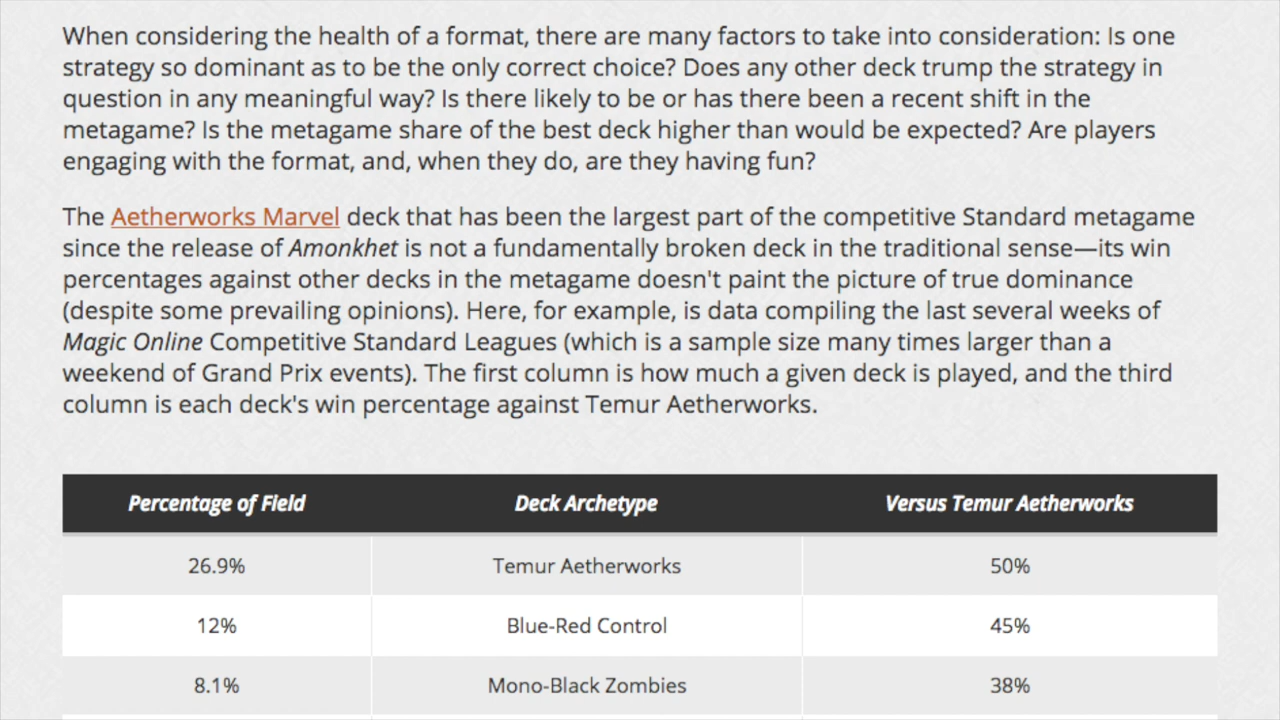 When considering the health of a format, there are many factors to take into consideration: Is one
strategy so dominant as to be the only correct choice? Does any other deck trump the strategy in
question in any meaningful way? Is there likely to be or has there been a recent shift in the
metagame? Is the metagame share of the best deck higher than would be expected? Are players
engaging with the format, and, when they do, are they having fun?
The Aetherworks Marvel deck that has been the largest part of the competitive Standard metagame
since the release of Amonkhet is not a fundamentally broken deck in the traditional sense—its win
percentages against other decks in the metagame doesn't paint the picture of true dominance
(despite some prevailing opinions). Here, for example, is data compiling the last several weeks of
Magic Online Competitive Standard Leagues (which is a sample size many times larger than a
weekend of Grand Prix events). The first column is how much a given deck is played, and the third
column is each deck's win percentage against Temur Aetherworks.
Percentage of Field Deck Archetype Versus Temur Aetherworks
26.9% Temur Aetherworks 50%
12% Blue-Red Control 45%
8.1% Mono-Black Zombies 38%